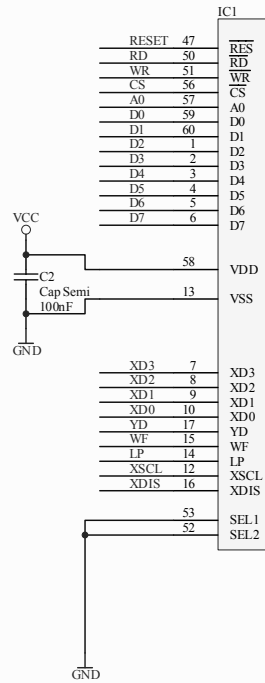 IC1
RESET 47 RES
RD 50 RD
WR 51 WR
CS 56 CS
A0 57 A0
D0 59 D0
D1 60 D1
D2 1 D2
D3 2 D3
D4 3 D4
D5 4 D5
D6 5 D6
D7 6 D7
VCC
58 VDD
C2
Cap Semi
100nF
13 VSS
GND
XD3 7 XD3
XD2 8 XD2
XD1 9 XD1
XD0 10 XD0
YD 17 YD
WF 15 WF
LP 14 LP
XSCL 12 XSCL
XDIS 16 XDIS
53 SEL1
52 SEL2
GND